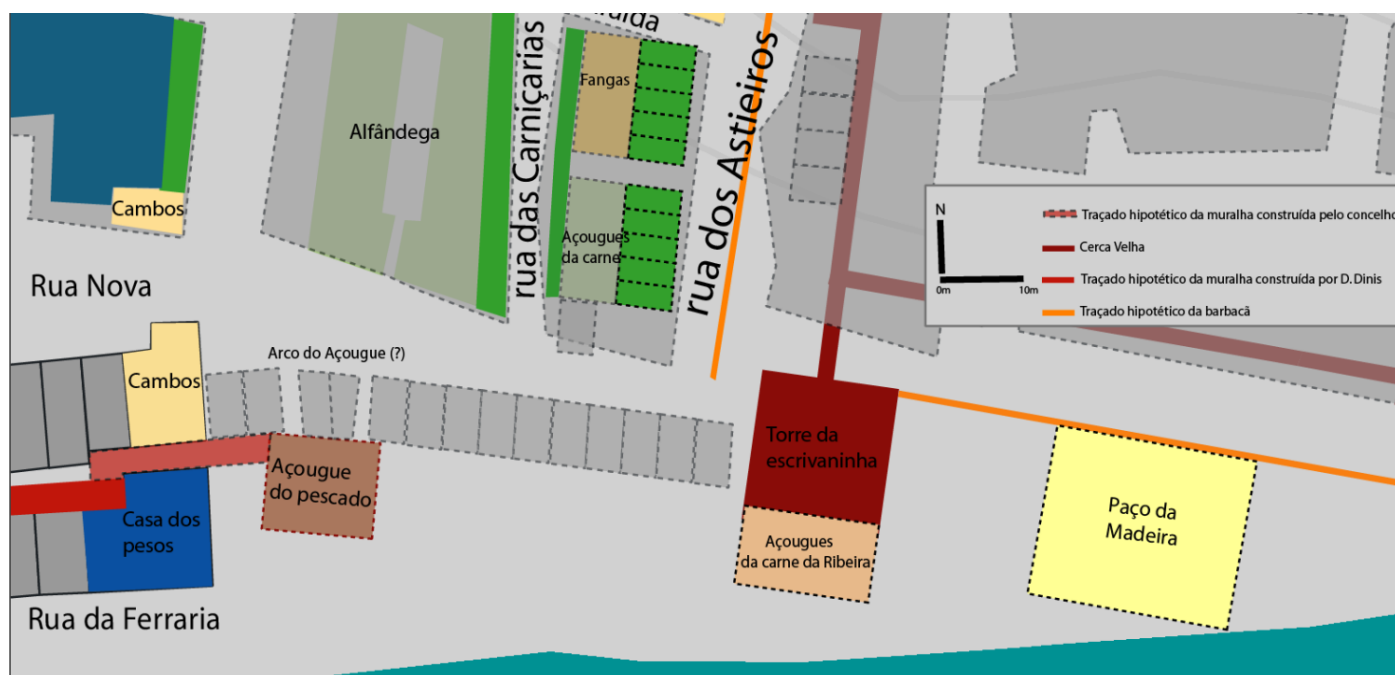 Fangas
Alfândega
rua das Carniçarias
rua dos Astieiros
Cambos
Açougues
da carne
Rua Nova
N
0m
10m
Traçado hipotético da muralha construída pelo concelho
Cerca Velha
Traçado hipotético da muralha construída por D. Dinis
Traçado hipotético da barbacã
Arco do Açougue (?)
Cambos
Torre da
escrivaninha
Açougue
do pescado
Casa dos
pesos
Paço da
Madeira
Açougues
da carne da Ribeira
Rua da Ferraria